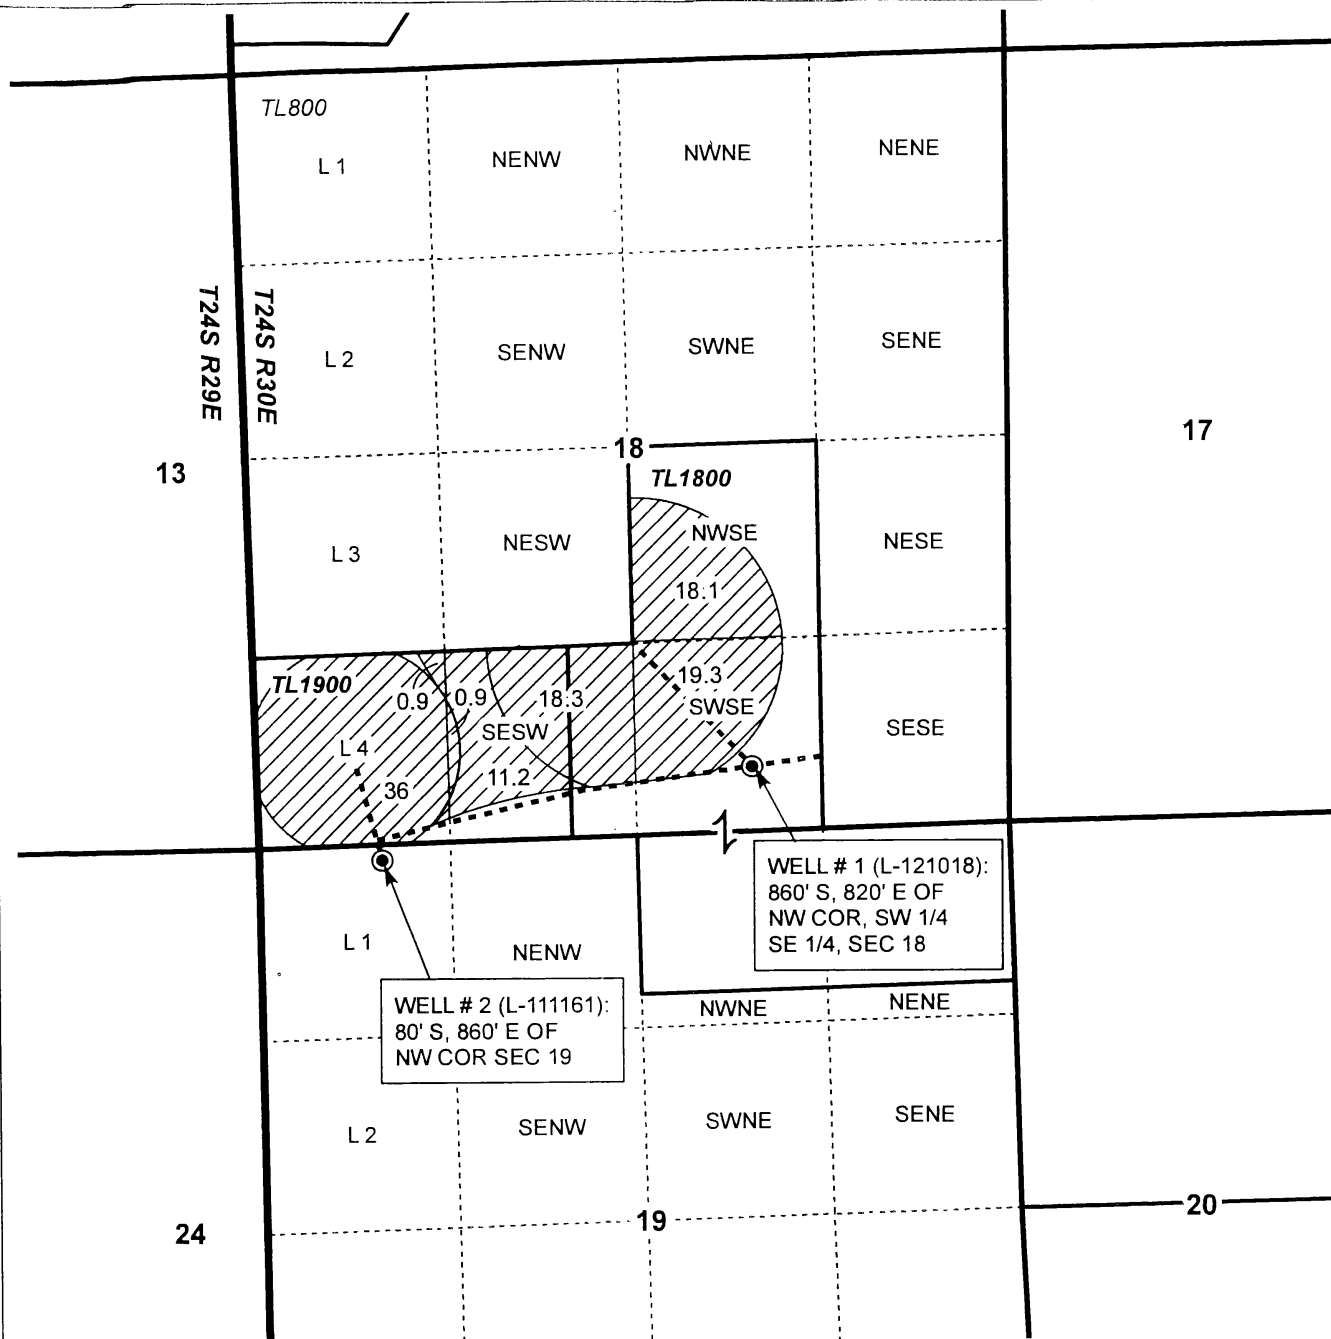 TL800
L 1
NENW
NWNE
NENE
T24S R29E
T24S R30E
L 2
SENW
SWNE
SENE
13
18
17
TL1800
L 3
NESW
NWSE
NESE
18.1
TL1900
0.9
0.9
18.3
19.3
SWSE
L 4
SESW
SESE
36
11.2
WELL # 1 (L-121018):
860' S, 820' E OF
NW COR, SW 1/4
SE 1/4, SEC 18
L 1
NENW
WELL # 2 (L-111161):
80' S, 860' E OF
NW COR SEC 19
NWNE
NENE
L 2
SENW
SWNE
SENE
24
19
20